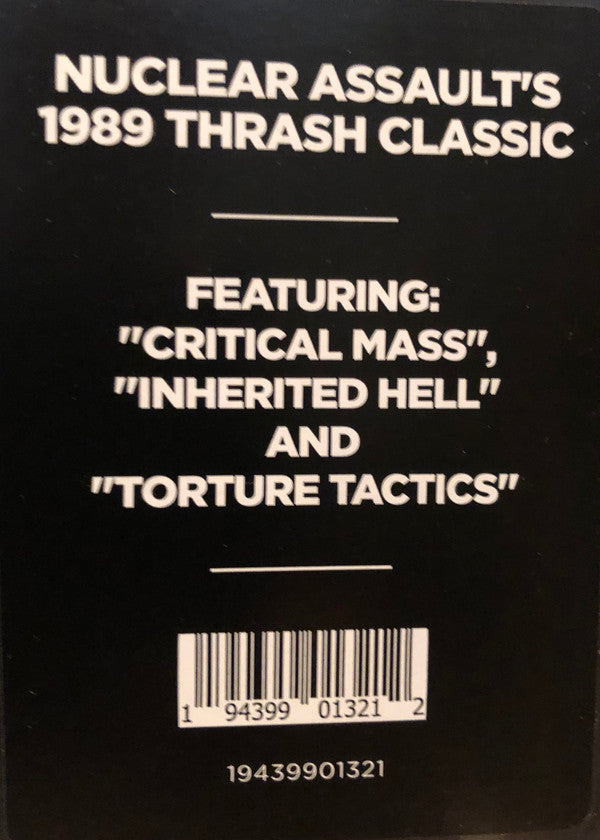 NUCLEAR ASSAULT'S
1989 THRASH CLASSIC
FEATURING:
"CRITICAL MASS",
"INHERITED HELL"
AND
"TORTURE TACTICS"
1 94399 01321 2
19439901321